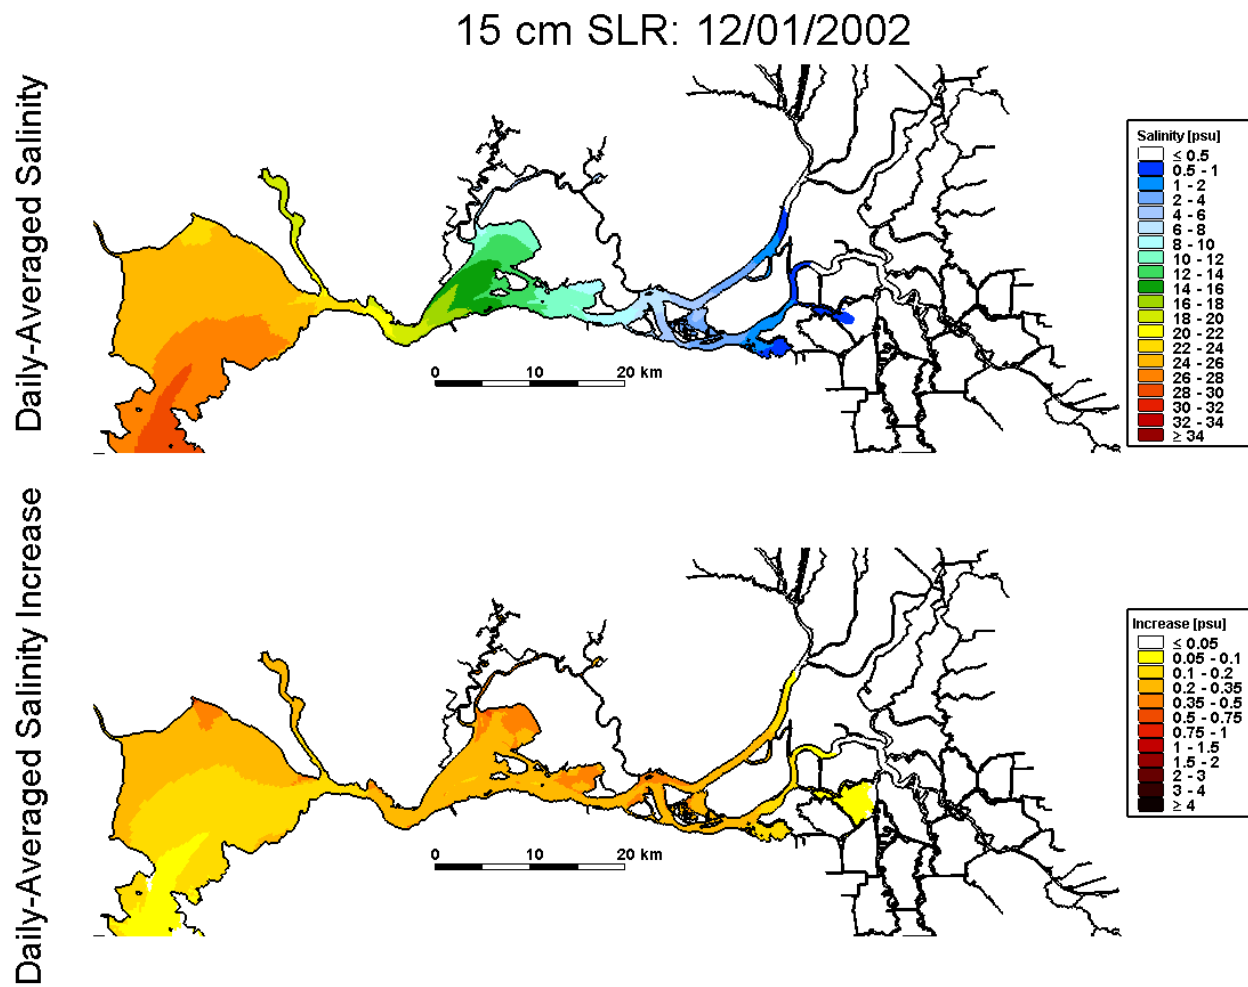 15 cm SLR: 12/01/2002
Daily-Averaged Salinity
0 10 20 km
Salinity [psu]
≤ 0.5
0.5 - 1
1 - 2
2 - 4
4 - 6
6 - 8
8 - 10
10 - 12
12 - 14
14 - 16
16 - 18
18 - 20
20 - 22
22 - 24
24 - 26
26 - 28
28 - 30
30 - 32
32 - 34
≥ 34
Daily-Averaged Salinity Increase
0 10 20 km
Increase [psu]
≤ 0.05
0.05 - 0.1
0.1 - 0.2
0.2 - 0.35
0.35 - 0.5
0.5 - 0.75
0.75 - 1
1 - 1.5
1.5 - 2
2 - 3
3 - 4
≥ 4